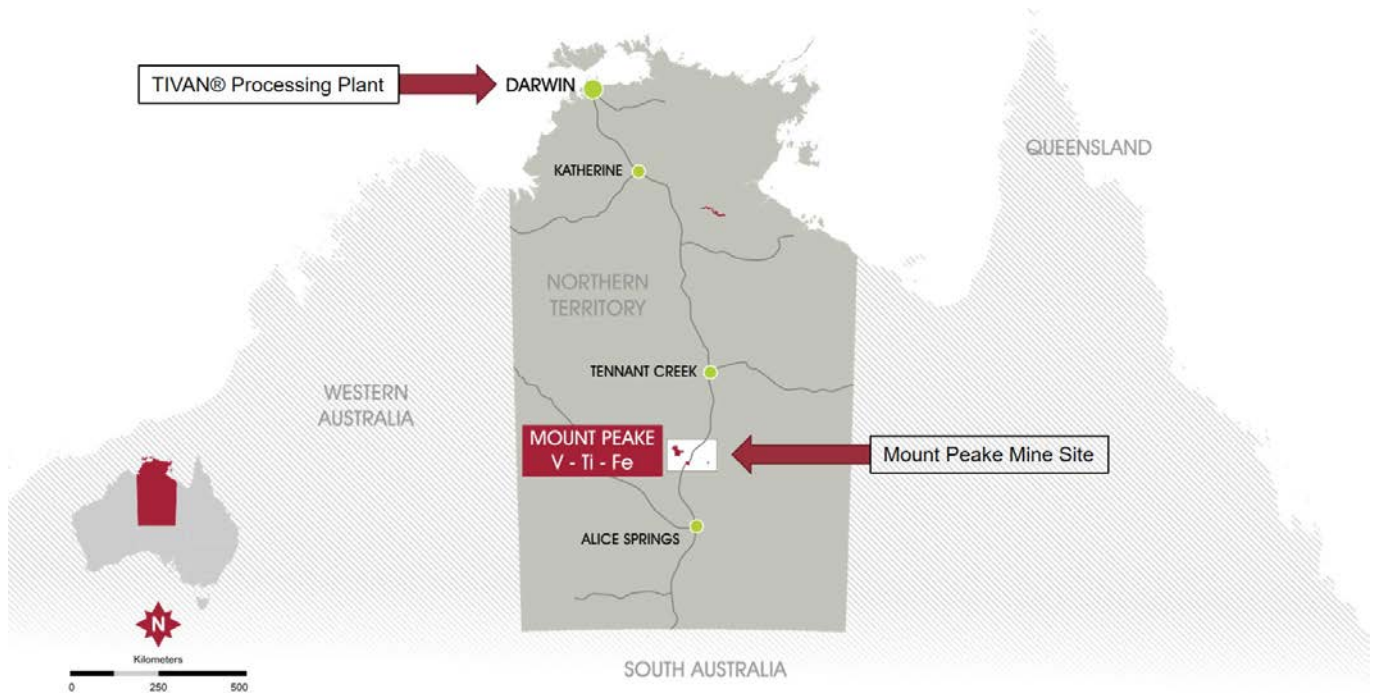 TIVAN® Processing Plant
DARWIN
KATHERINE
QUEENSLAND
NORTHERN
TERRITORY
TENNANT CREEK
WESTERN
AUSTRALIA
MOUNT PEAKE
V - Ti - Fe
Mount Peake Mine Site
ALICE SPRINGS
N
Kilometers
0 250 500
SOUTH AUSTRALIA